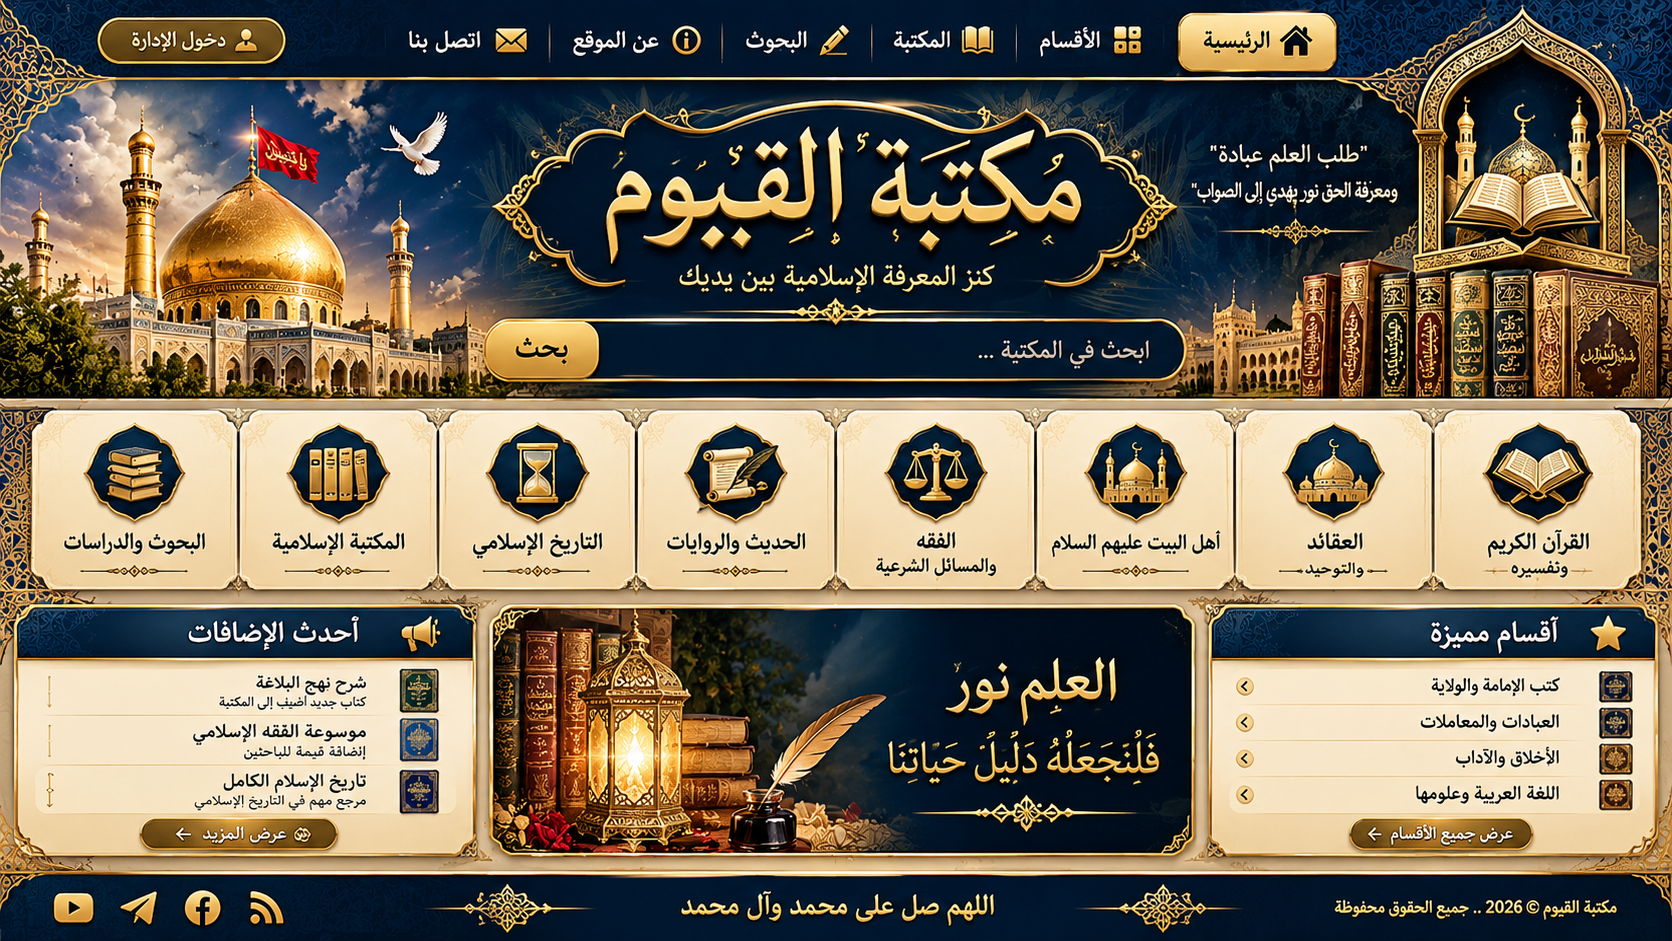 الرئيسية
الأقسام
المكتبة
البحوث
عن الموقع
اتصل بنا
دخول الإدارة
"طلب العلم عبادة"
ومعرفة الحق نور يهدي إلى الصواب"
مكتبة القيوم
كنز المعرفة الإسلامية بين يديك
ابحث في المكتبة ...
بحث
القرآن الكريم
وتفسيره
العقائد
والتوحيد
أهل البيت عليهم السلام
الفقه
والمسائل الشرعية
الحديث والروايات
التاريخ الإسلامي
المكتبة الإسلامية
البحوث والدراسات
أقسام مميزة
كتب الإمامة والولاية
العبادات والمعاملات
الأخلاق والآداب
اللغة العربية وعلومها
عرض جميع الأقسام
العلم نور
فَلْنَجعَلْهُ دَلِيْلَ حَيَاتِنَا
أحدث الإضافات
شرح نهج البلاغة
كتاب جديد أضيف إلى المكتبة
موسوعة الفقه الإسلامي
إضافة قيمة للباحثين
تاريخ الإسلام الكامل
مرجع مهم في التاريخ الإسلامي
عرض المزيد
مكتبة القيوم © 2026 .. جميع الحقوق محفوظة
اللهم صل على محمد وآل محمد